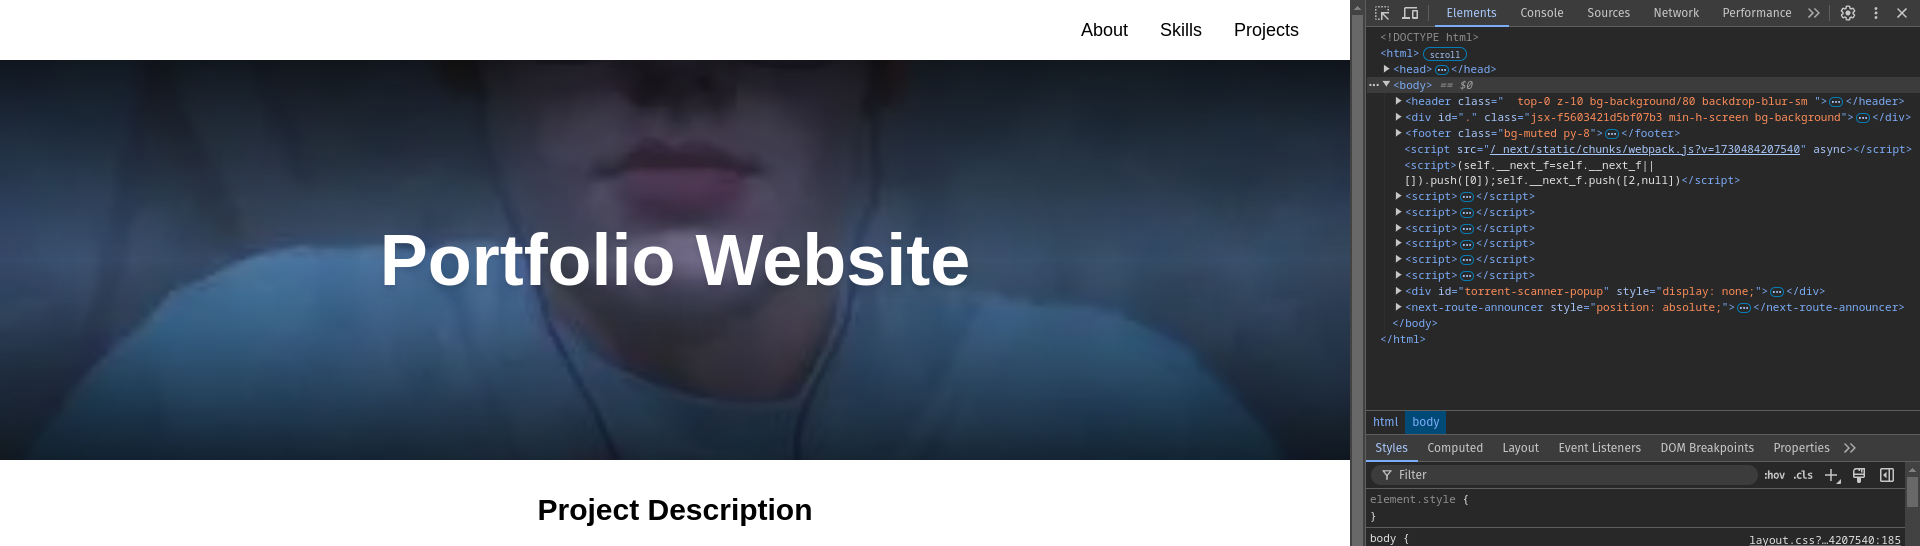 About Skills Projects
Portfolio Website
Project Description
Elements Console Sources Network Performance
<!DOCTYPE html>
<html> scroll
<head> ··· </head>
··· <body> == $0
<header class="  top-0 z-10 bg-background/80 backdrop-blur-sm "> ··· </header>
<div id="." class="jsx-f5603421d5bf07b3 min-h-screen bg-background"> ··· </div>
<footer class="bg-muted py-8"> ··· </footer>
<script src="/_next/static/chunks/webpack.js?v=1730484207540" async></script>
<script>(self.__next_f=self.__next_f||
[]).push([0]);self.__next_f.push([2,null])</script>
<script> ··· </script>
<script> ··· </script>
<script> ··· </script>
<script> ··· </script>
<script> ··· </script>
<script> ··· </script>
<div id="torrent-scanner-popup" style="display: none;"> ··· </div>
<next-route-announcer style="position: absolute;"> ··· </next-route-announcer>
</body>
</html>
html body
Styles Computed Layout Event Listeners DOM Breakpoints Properties
Filter :hov .cls
element.style {
}
body { layout.css?…4207540:185